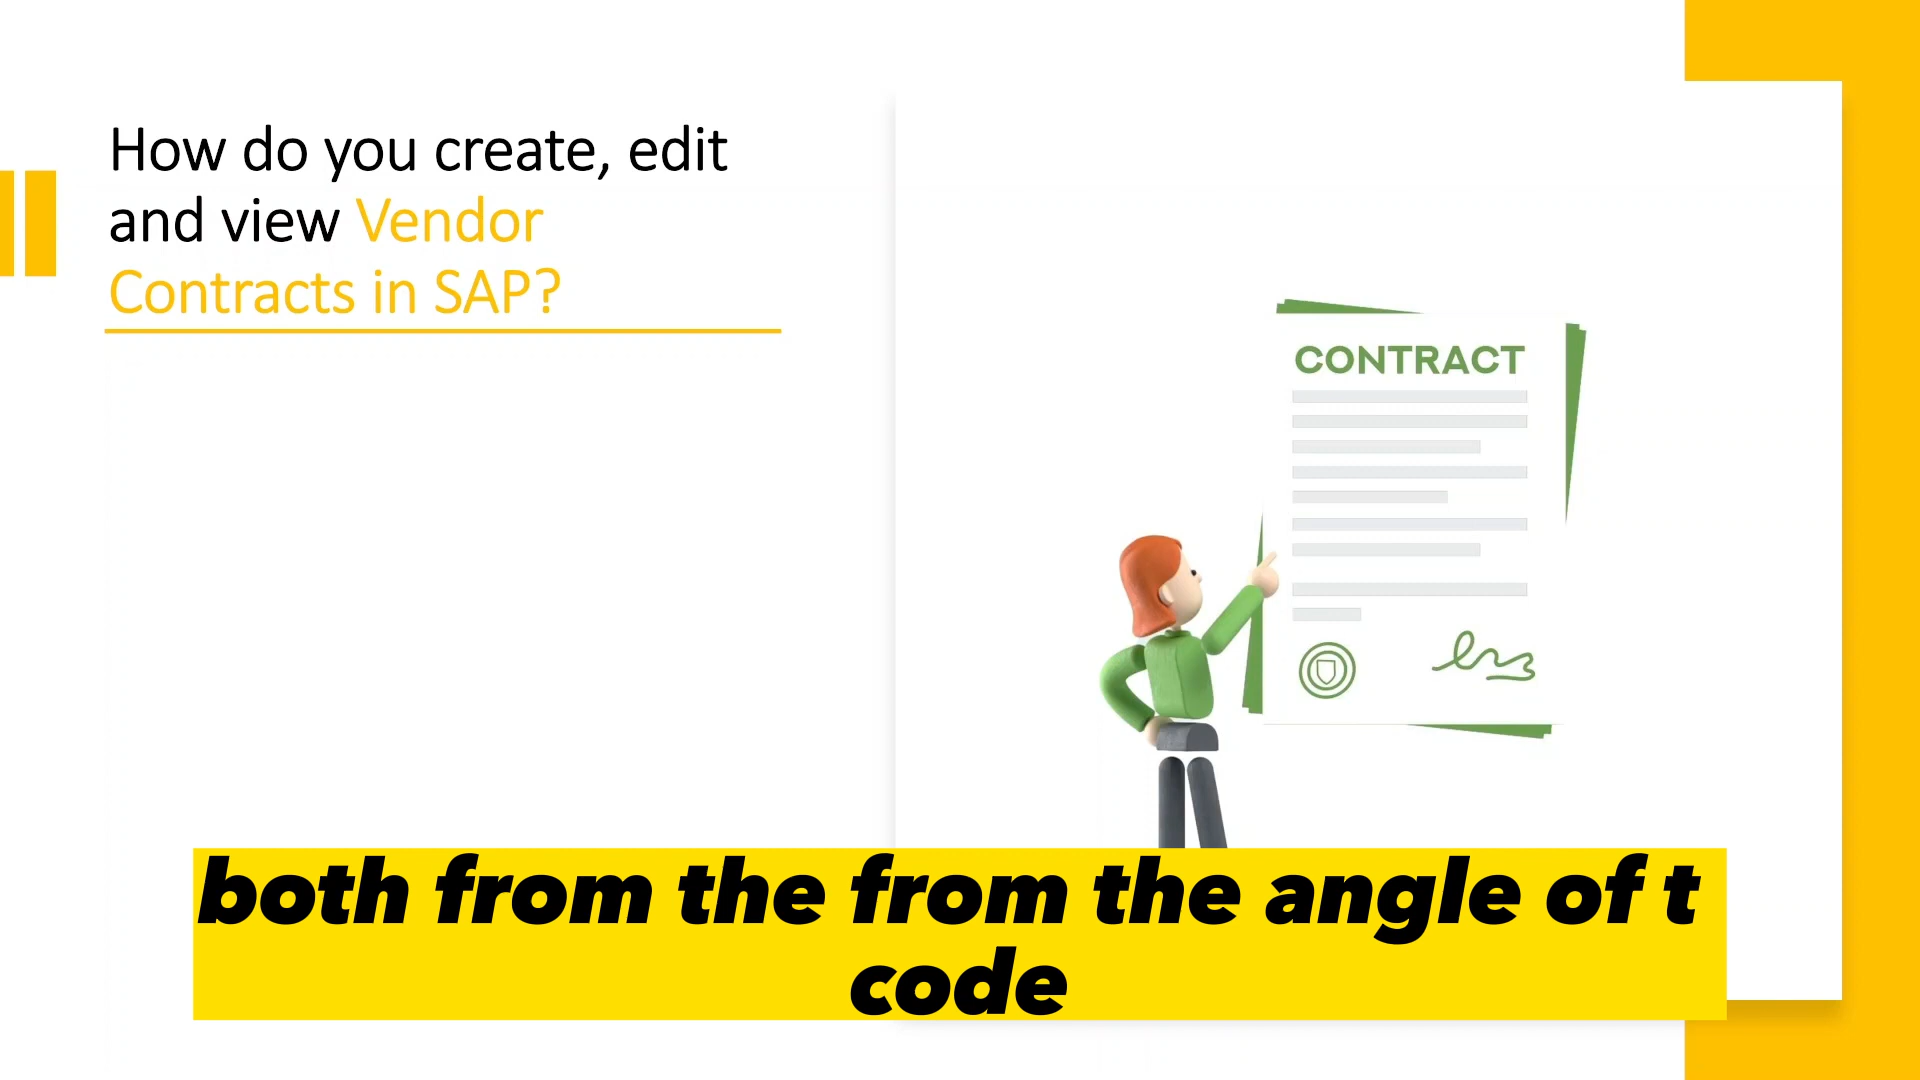 How do you create, edit
and view Vendor
Contracts in SAP?
CONTRACT
both from the from the angle of t
code